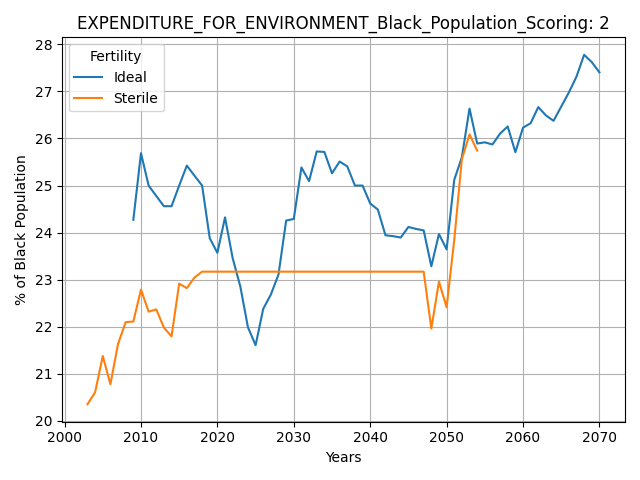 EXPENDITURE_FOR_ENVIRONMENT_Black_Population_Scoring: 2
Fertility
Ideal
Sterile
% of Black Population
28
27
26
25
24
23
22
21
20
2000 2010 2020 2030 2040 2050 2060 2070
Years